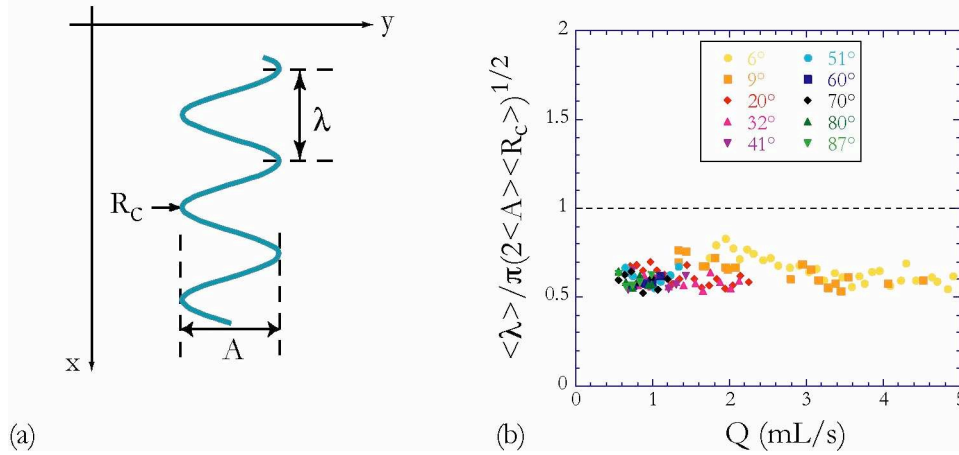 y
λ
R_C
A
x
(a)
<λ>/π(2<A><R_C>)^1/2
2
1.5
1
0.5
0
6° 51°
9° 60°
20° 70°
32° 80°
41° 87°
0 1 2 3 4 5
Q (mL/s)
(b)